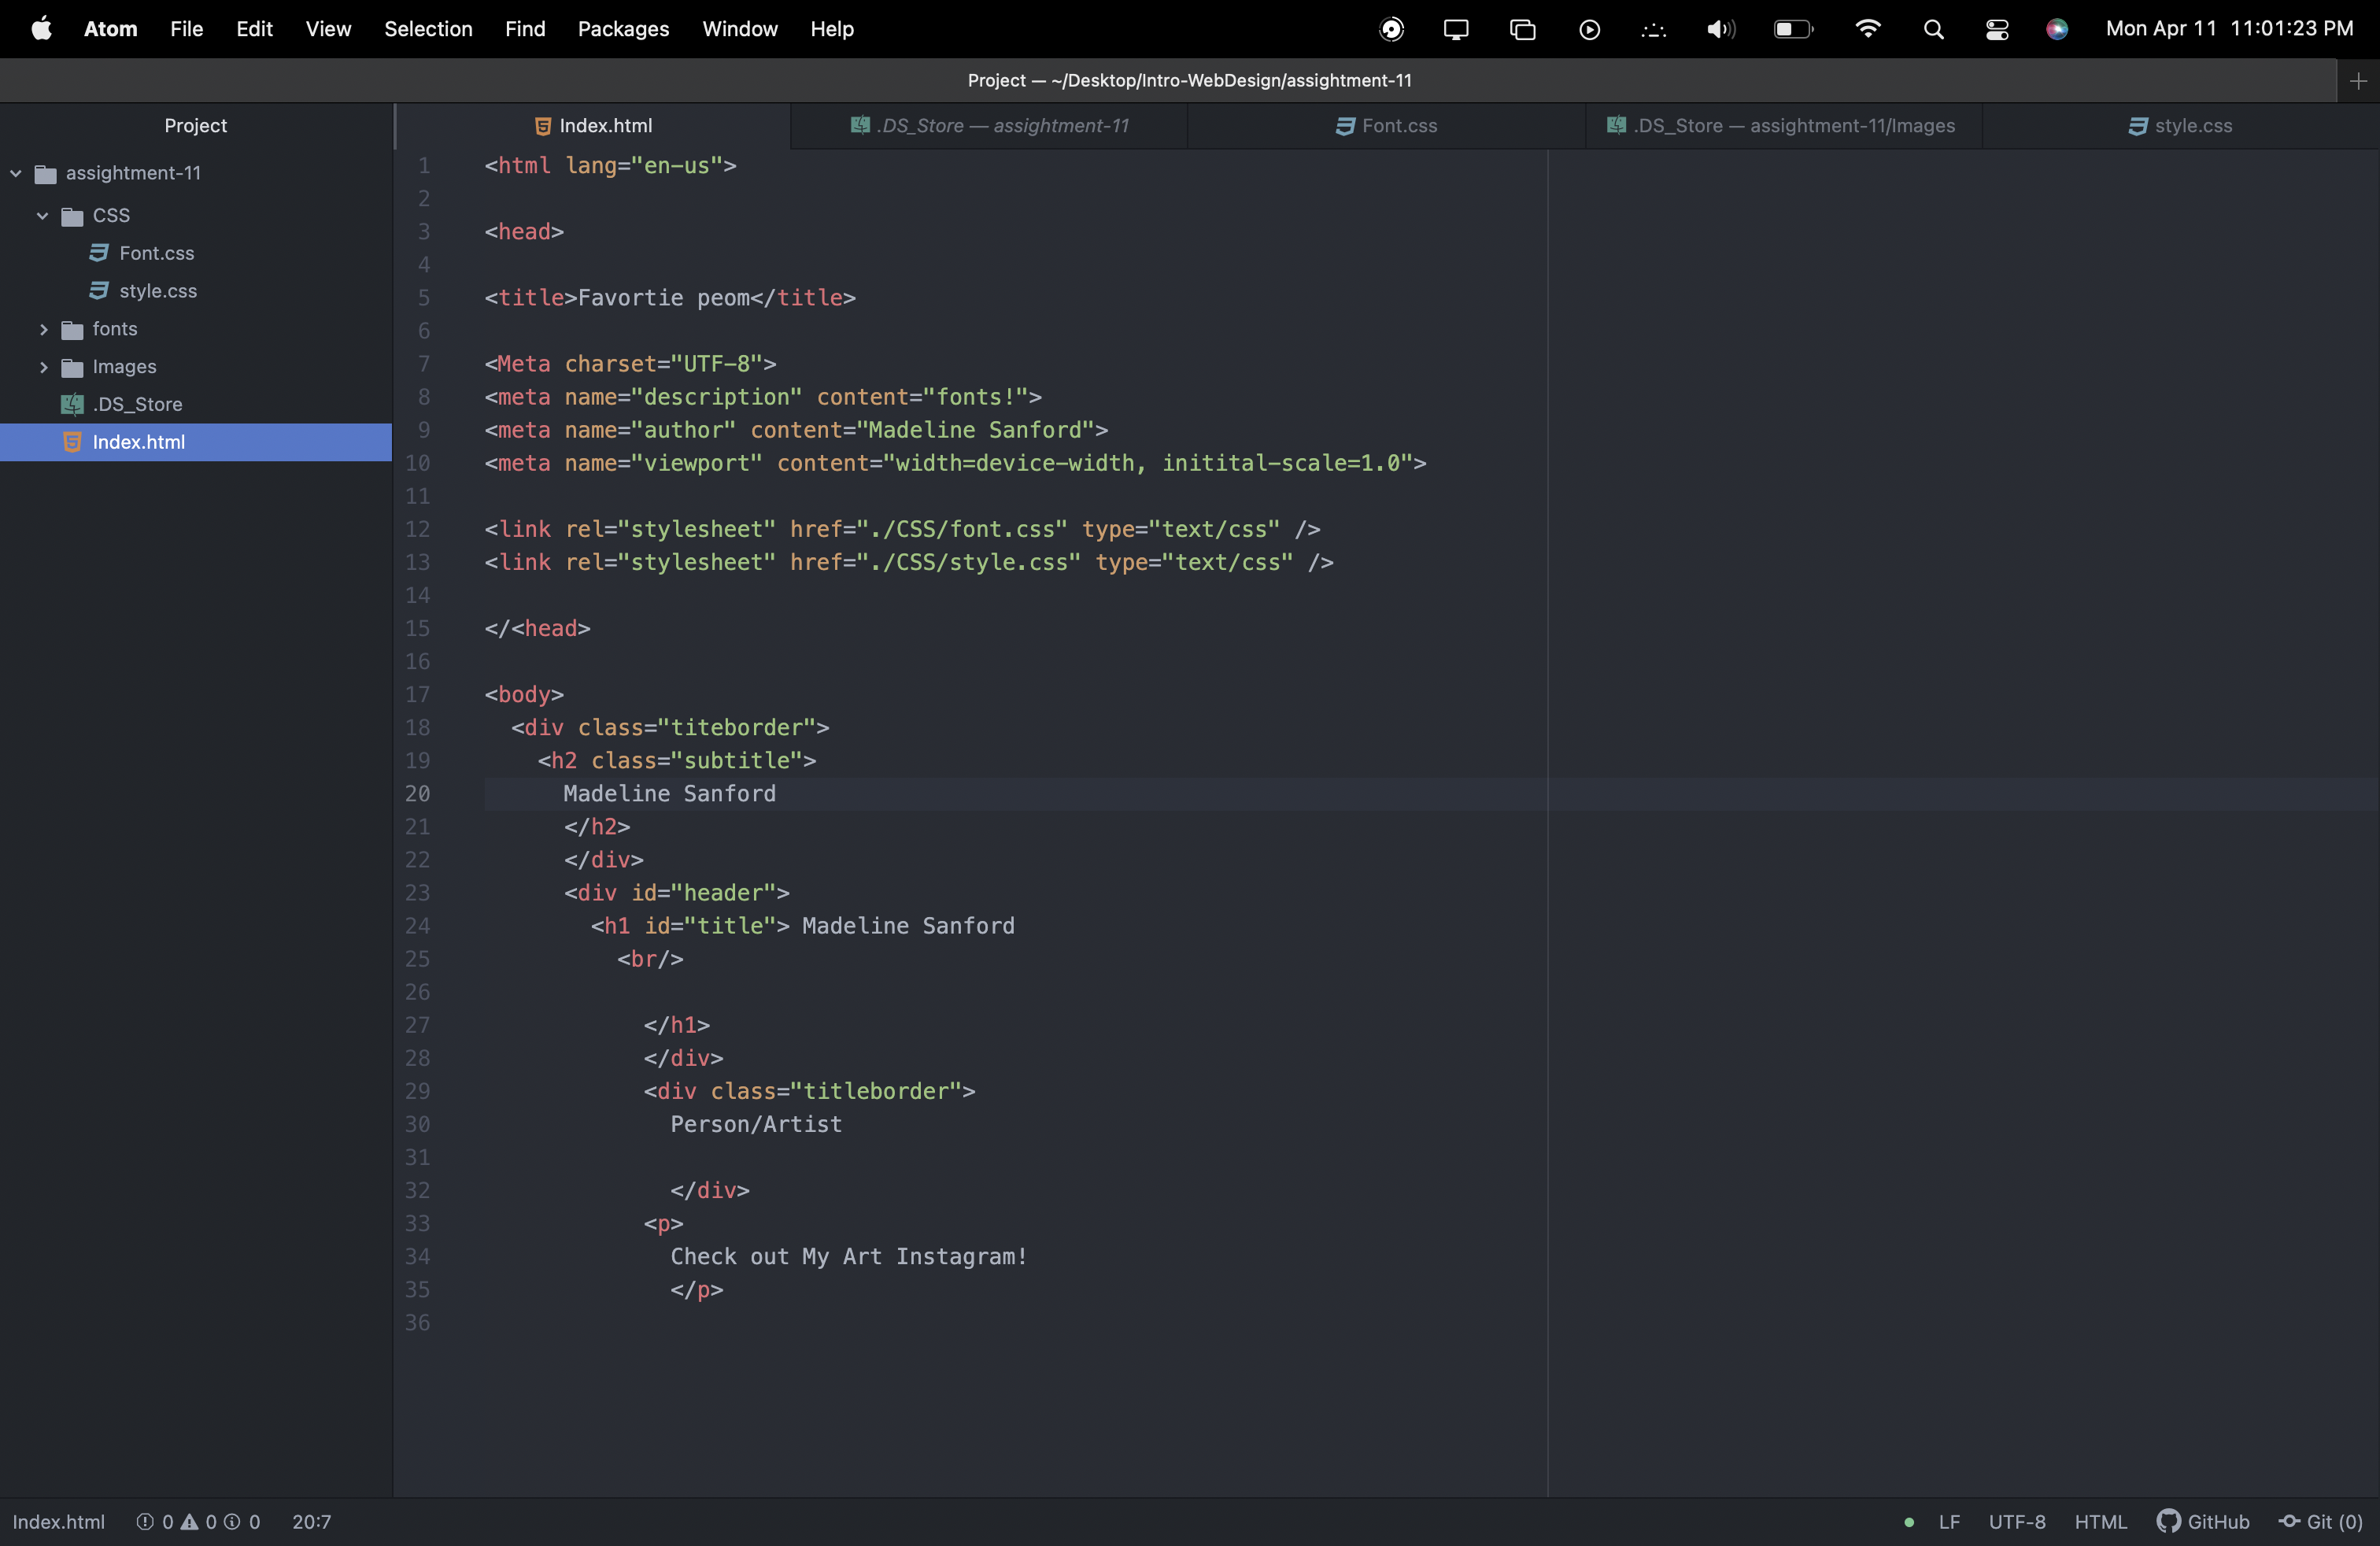 Atom File Edit View Selection Find Packages Window Help Mon Apr 11 11:01:23 PM
Project — ~/Desktop/Intro-WebDesign/assightment-11
Project
assightment-11
CSS
Font.css
style.css
fonts
Images
.DS_Store
Index.html
Index.html .DS_Store — assightment-11 Font.css .DS_Store — assightment-11/Images style.css
1 <html lang="en-us">
2
3 <head>
4
5 <title>Favortie peom</title>
6
7 <Meta charset="UTF-8">
8 <meta name="description" content="fonts!">
9 <meta name="author" content="Madeline Sanford">
10 <meta name="viewport" content="width=device-width, initital-scale=1.0">
11
12 <link rel="stylesheet" href="./CSS/font.css" type="text/css" />
13 <link rel="stylesheet" href="./CSS/style.css" type="text/css" />
14
15 </<head>
16
17 <body>
18 <div class="titeborder">
19 <h2 class="subtitle">
20 Madeline Sanford
21 </h2>
22 </div>
23 <div id="header">
24 <h1 id="title"> Madeline Sanford
25 <br/>
26
27 </h1>
28 </div>
29 <div class="titleborder">
30 Person/Artist
31
32 </div>
33 <p>
34 Check out My Art Instagram!
35 </p>
36
Index.html 0 0 0 20:7 LF UTF-8 HTML GitHub Git (0)